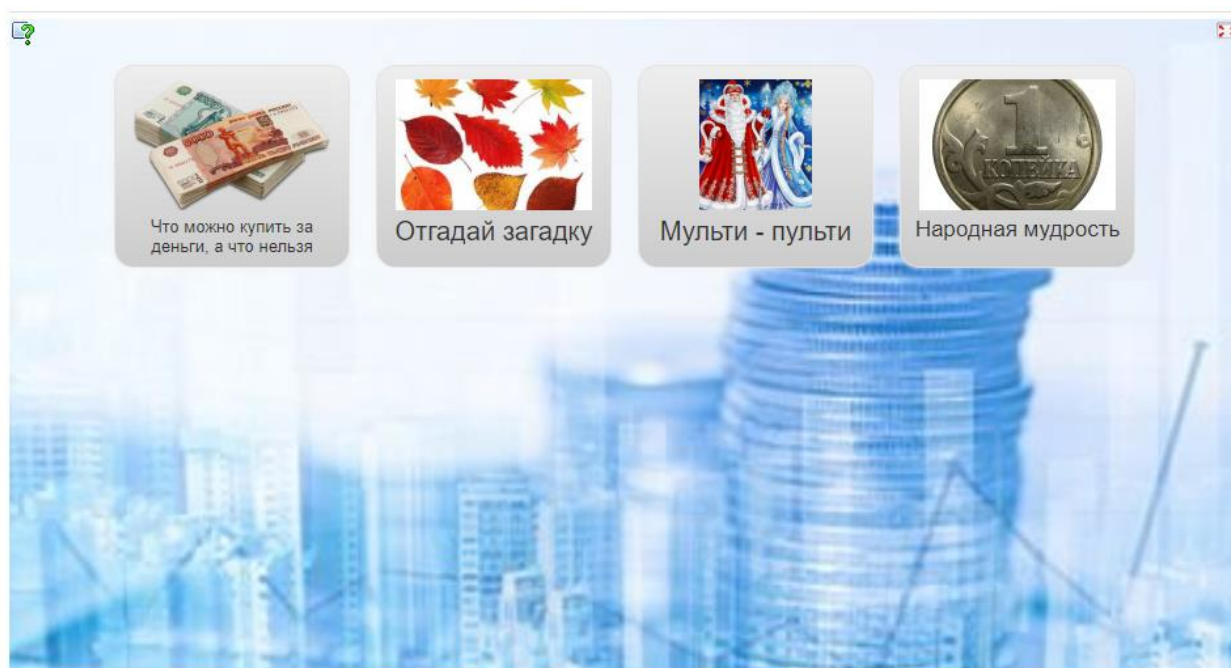 Что можно купить за
деньги, а что нельзя
Отгадай загадку
Мульти - пульти
Народная мудрость
1
КОПЕЙКА